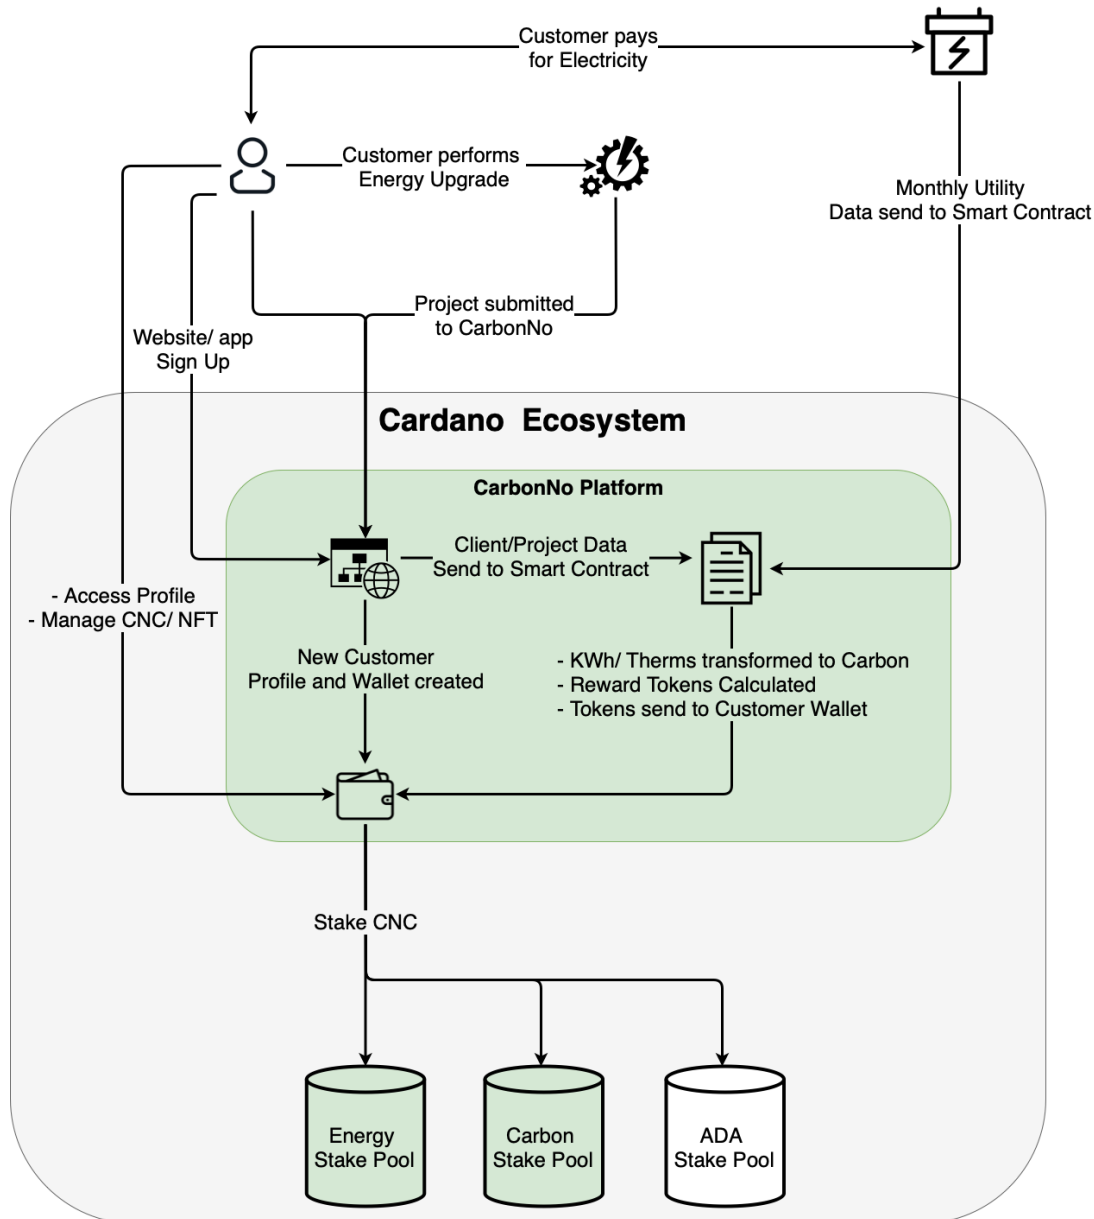 Customer pays
for Electricity
Customer performs
Energy Upgrade
Monthly Utility
Data send to Smart Contract
Project submitted
to CarbonNo
Website/ app
Sign Up
Cardano Ecosystem
CarbonNo Platform
Client/Project Data
Send to Smart Contract
- Access Profile
- Manage CNC/ NFT
New Customer
Profile and Wallet created
- KWh/ Therms transformed to Carbon
- Reward Tokens Calculated
- Tokens send to Customer Wallet
Stake CNC
Energy
Stake Pool
Carbon
Stake Pool
ADA
Stake Pool